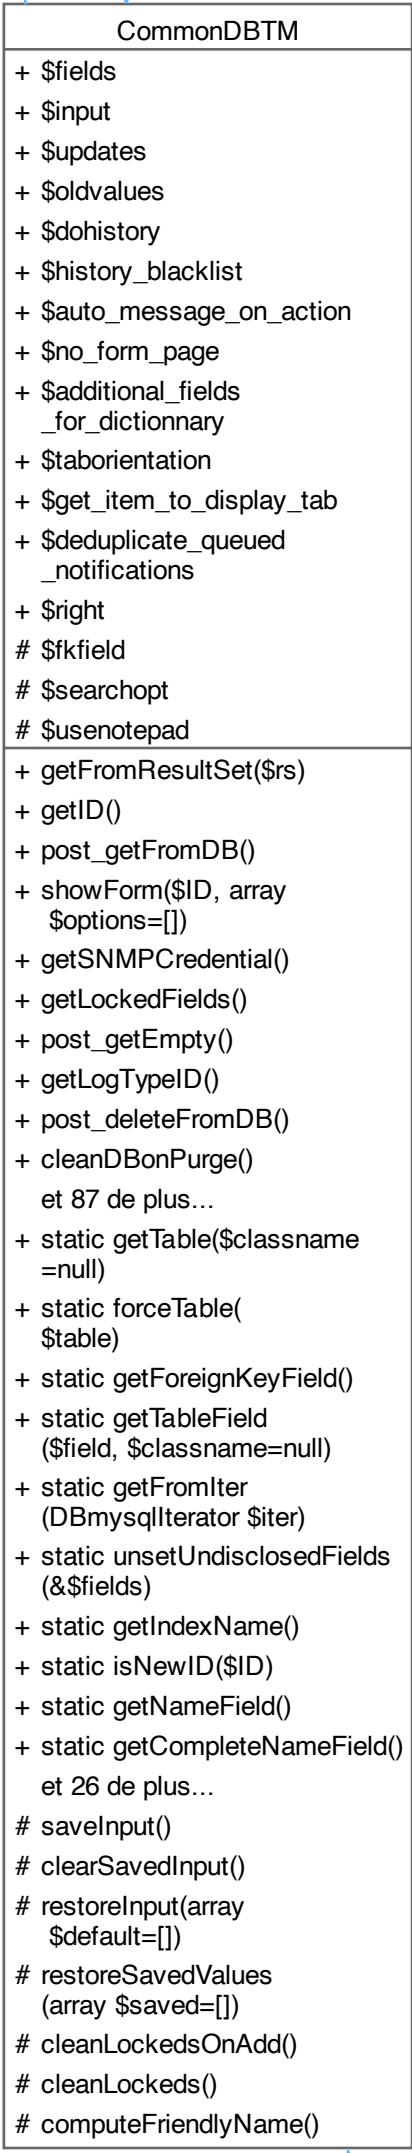 CommonDBTM
+ $fields
+ $input
+ $updates
+ $oldvalues
+ $dohistory
+ $history_blacklist
+ $auto_message_on_action
+ $no_form_page
+ $additional_fields
_for_dictionnary
+ $taborientation
+ $get_item_to_display_tab
+ $deduplicate_queued
_notifications
+ $right
# $fkfield
# $searchopt
# $usenotepad
+ getFromResultSet($rs)
+ getID()
+ post_getFromDB()
+ showForm($ID, array
$options=[])
+ getSNMPCredential()
+ getLockedFields()
+ post_getEmpty()
+ getLogTypeID()
+ post_deleteFromDB()
+ cleanDBonPurge()
et 87 de plus...
+ static getTable($classname
=null)
+ static forceTable(
$table)
+ static getForeignKeyField()
+ static getTableField
($field, $classname=null)
+ static getFromIter
(DBmysqlIterator $iter)
+ static unsetUndisclosedFields
(&$fields)
+ static getIndexName()
+ static isNewID($ID)
+ static getNameField()
+ static getCompleteNameField()
et 26 de plus...
# saveInput()
# clearSavedInput()
# restoreInput(array
$default=[])
# restoreSavedValues
(array $saved=[])
# cleanLockedsOnAdd()
# cleanLockeds()
# computeFriendlyName()